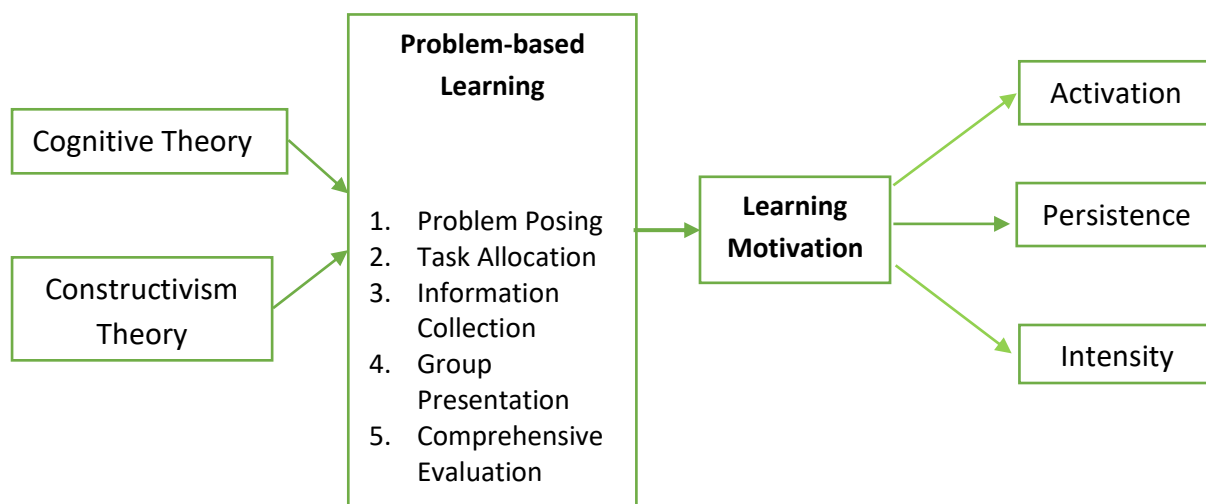 Cognitive Theory
Constructivism
Theory
Problem-based
Learning
1. Problem Posing
2. Task Allocation
3. Information
Collection
4. Group
Presentation
5. Comprehensive
Evaluation
Learning
Motivation
Activation
Persistence
Intensity